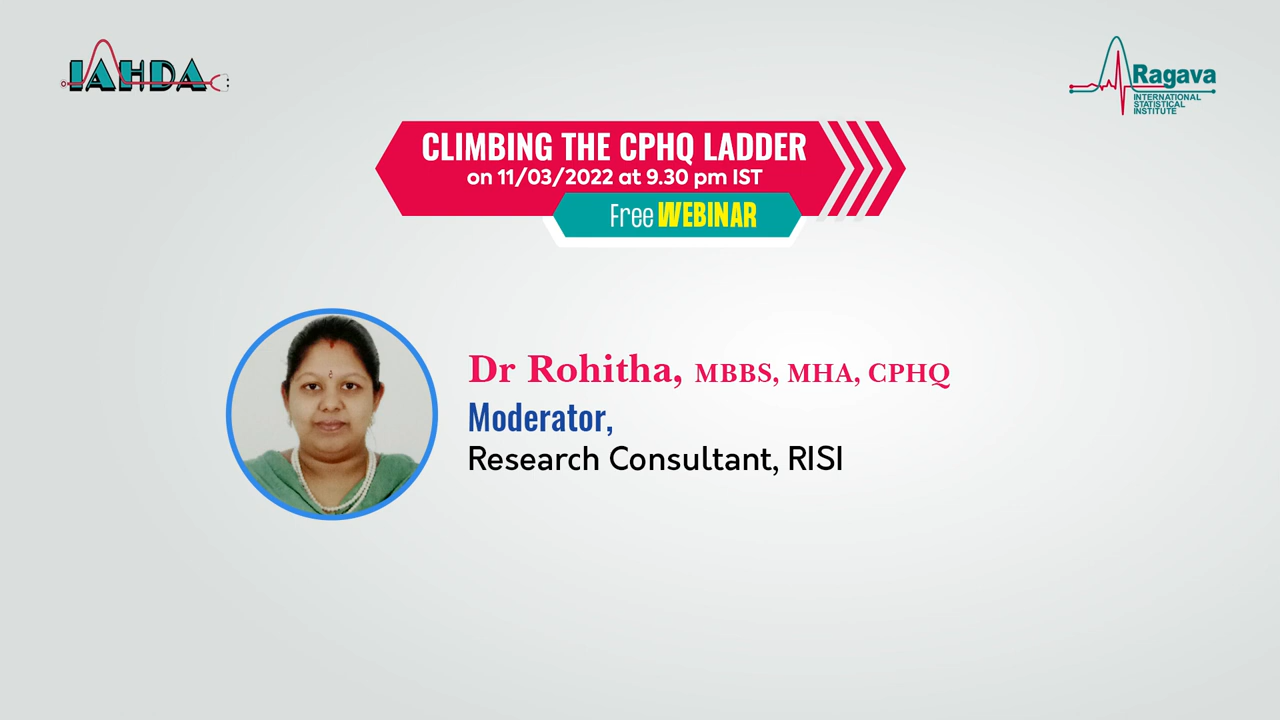 IAHDA
Ragava
INTERNATIONAL
STATISTICAL
INSTITUTE
CLIMBING THE CPHQ LADDER
on 11/03/2022 at 9.30 pm IST
Free WEBINAR
Dr Rohitha, MBBS, MHA, CPHQ
Moderator,
Research Consultant, RISI